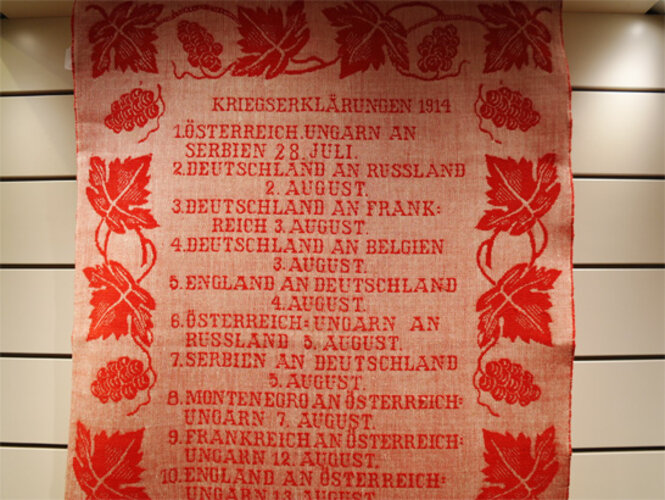 KRIEGSERKLÄRUNGEN 1914
1.ÖSTERREICH.UNGARN AN
SERBIEN 28. JULI.
2.DEUTSCHLAND AN RUSSLAND
2. AUGUST.
3.DEUTSCHLAND AN FRANK:
REICH 3. AUGUST.
4.DEUTSCHLAND AN BELGIEN
3. AUGUST.
5.ENGLAND AN DEUTSCHLAND
4. AUGUST.
6.ÖSTERREICH:UNGARN AN
RUSSLAND 5. AUGUST.
7.SERBIEN AN DEUTSCHLAND
5. AUGUST.
8.MONTENEGRO AN ÖSTERREICH:
UNGARN 7. AUGUST.
9.FRANKREICH AN ÖSTERREICH:
UNGARN 12. AUGUST.
10.ENGLAND AN ÖSTERREICH:
UNGARN 13. AUGUST